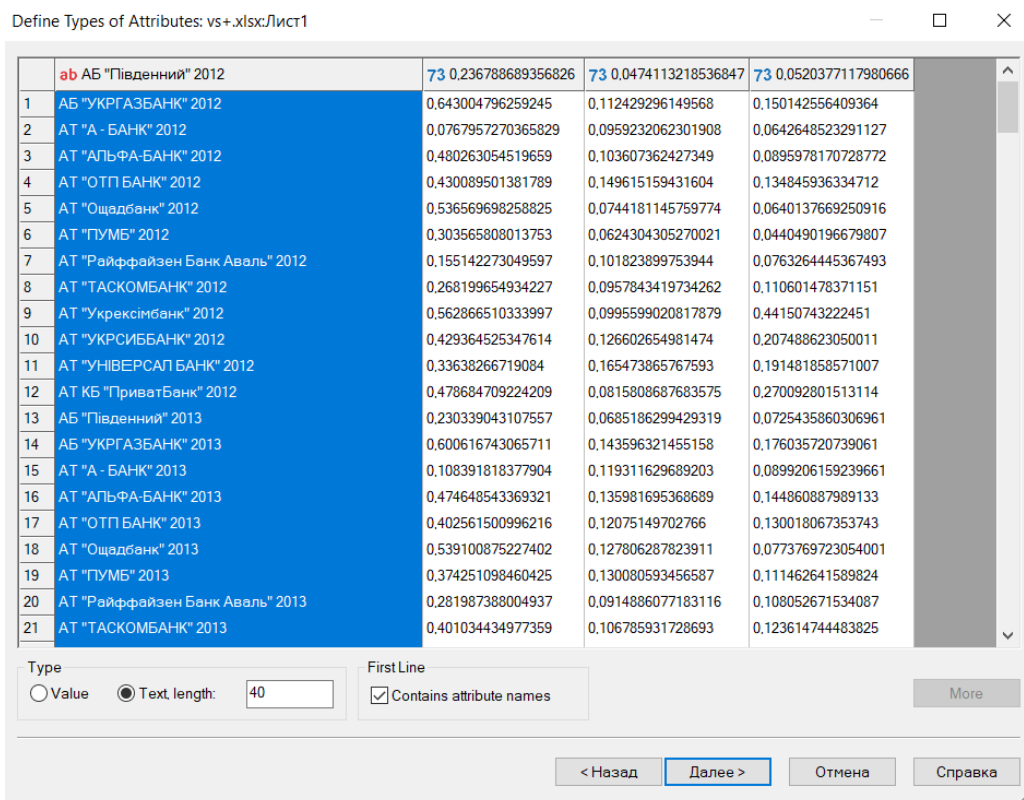 Define Types of Attributes: vs+.xlsx:Лист1
ab АБ "Південний" 2012 73 0,236788689356826 73 0,0474113218536847 73 0,0520377117980666
1 АБ "УКРГАЗБАНК" 2012 0,643004796259245 0,112429296149568 0,150142556409364
2 АТ "А - БАНК" 2012 0,0767957270365829 0,0959232062301908 0,0642648523291127
3 АТ "АЛЬФА-БАНК" 2012 0,480263054519659 0,103607362427349 0,0895978170728772
4 АТ "ОТП БАНК" 2012 0,430089501381789 0,149615159431604 0,134845936334712
5 АТ "Ощадбанк" 2012 0,536569698258825 0,0744181145759774 0,0640137669250916
6 АТ "ПУМБ" 2012 0,303565808013753 0,0624304305270021 0,0440490196679807
7 АТ "Райффайзен Банк Аваль" 2012 0,155142273049597 0,101823899753944 0,0763264445367493
8 АТ "ТАСКОМБАНК" 2012 0,268199654934227 0,0957843419734262 0,110601478371151
9 АТ "Укрексімбанк" 2012 0,562866510333997 0,0995599020817879 0,44150743222451
10 АТ "УКРСИББАНК" 2012 0,429364525347614 0,126602654981474 0,207488623050011
11 АТ "УНІВЕРСАЛ БАНК" 2012 0,33638266719084 0,165473865767593 0,191481858571007
12 АТ КБ "ПриватБанк" 2012 0,478684709224209 0,0815808687683575 0,270092801513114
13 АБ "Південний" 2013 0,230339043107557 0,0685186299429319 0,0725435860306961
14 АБ "УКРГАЗБАНК" 2013 0,600616743065711 0,143596321455158 0,176035720739061
15 АТ "А - БАНК" 2013 0,108391818377904 0,119311629689203 0,0899206159239661
16 АТ "АЛЬФА-БАНК" 2013 0,474648543369321 0,135981695368689 0,144860887989133
17 АТ "ОТП БАНК" 2013 0,402561500996216 0,12075149702766 0,130018067353743
18 АТ "Ощадбанк" 2013 0,539100875227402 0,127806287823911 0,0773769723054001
19 АТ "ПУМБ" 2013 0,374251098460425 0,130080593456587 0,111462641589824
20 АТ "Райффайзен Банк Аваль" 2013 0,281987388004937 0,0914886077183116 0,108052671534087
21 АТ "ТАСКОМБАНК" 2013 0,401034434977359 0,106785931728693 0,123614744483825
Type First Line
Value Text, length: 40 Contains attribute names More
< Назад Далее > Отмена Справка